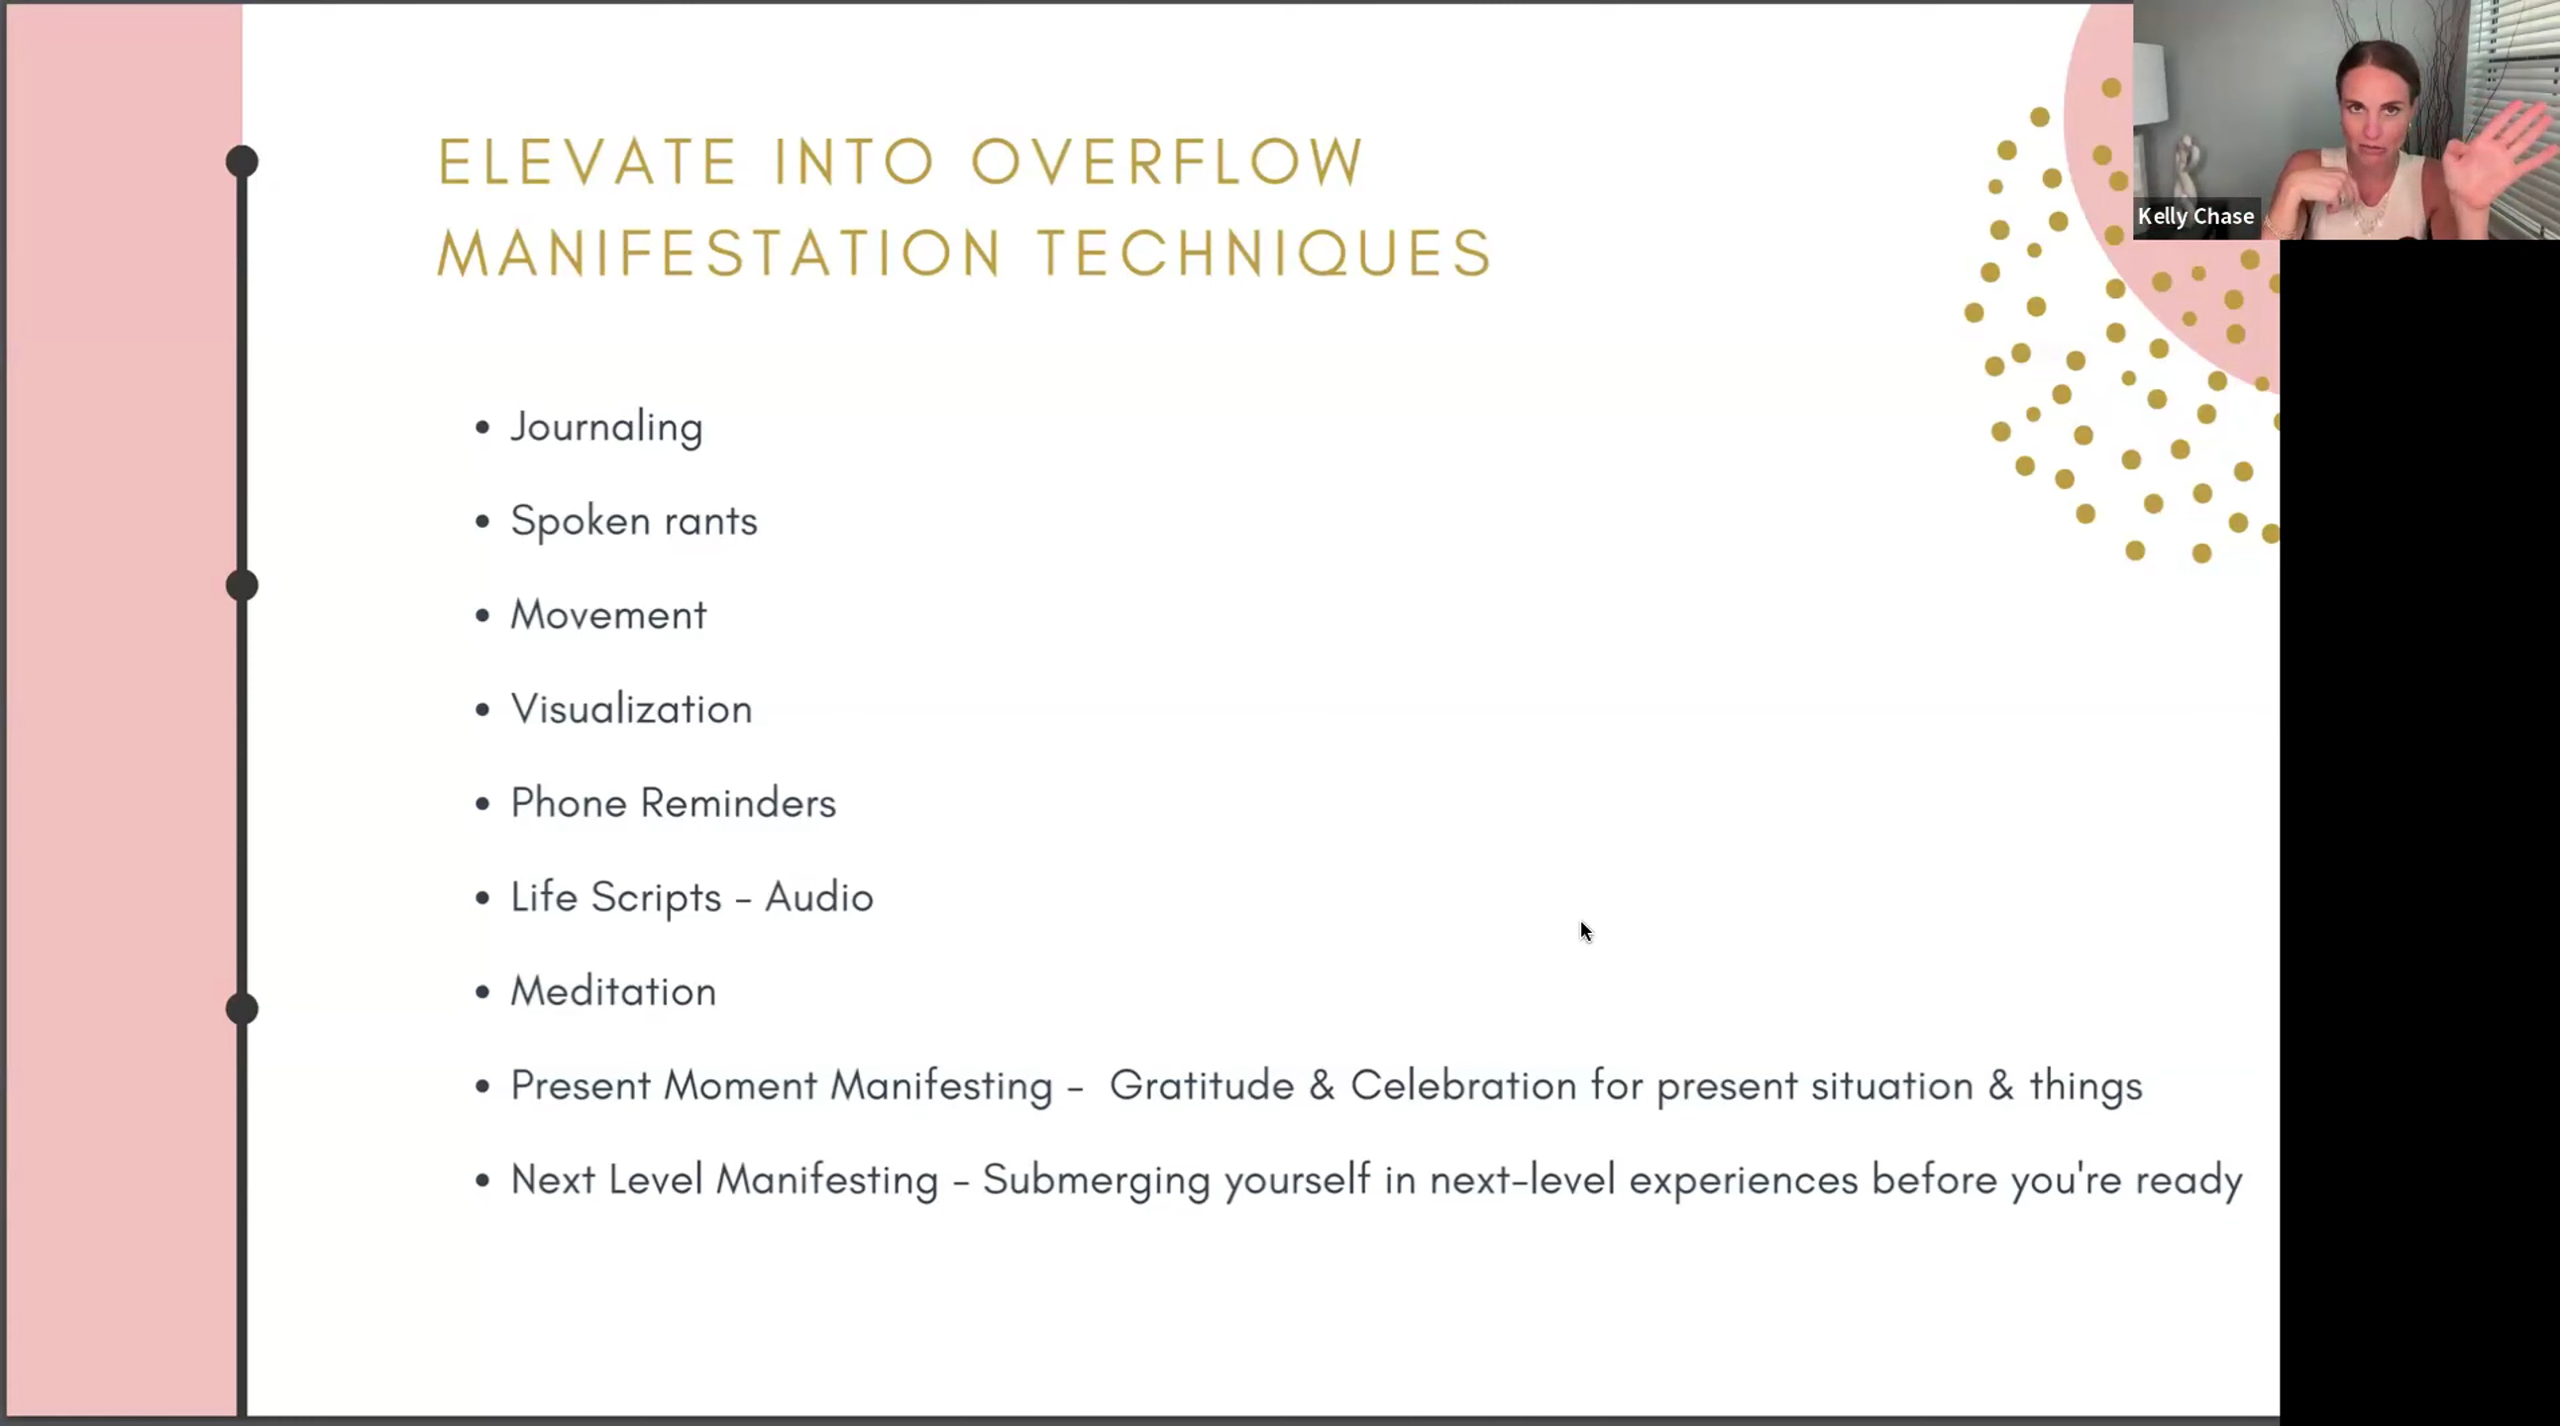 ELEVATE INTO OVERFLOW
MANIFESTATION TECHNIQUES
Kelly Chase
• Journaling
• Spoken rants
• Movement
• Visualization
• Phone Reminders
• Life Scripts - Audio
• Meditation
• Present Moment Manifesting -  Gratitude & Celebration for present situation & things
• Next Level Manifesting - Submerging yourself in next-level experiences before you're ready